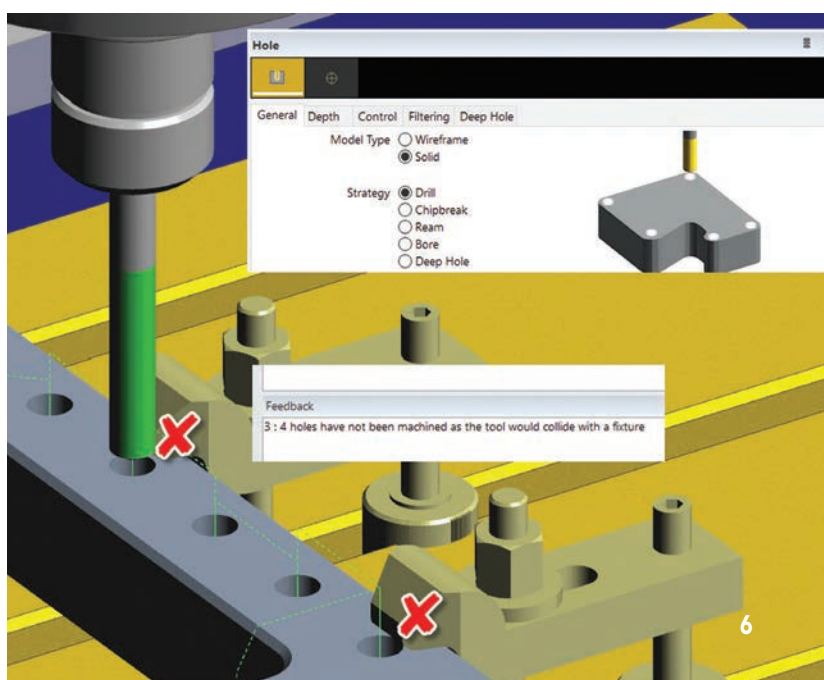 Hole
General Depth Control Filtering Deep Hole
Model Type Wireframe
Solid
Strategy Drill
Chipbreak
Ream
Bore
Deep Hole
Feedback
3 : 4 holes have not been machined as the tool would collide with a fixture
6